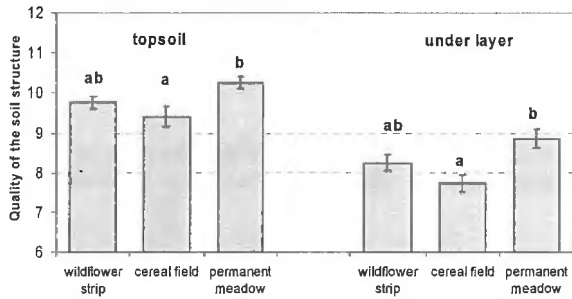 Quality of the soil structure
12
11
10
9
8
7
6
topsoil
under layer
ab
a
b
ab
a
b
wildflower
strip
cereal field
permanent
meadow
wildflower
strip
cereal field
permanent
meadow